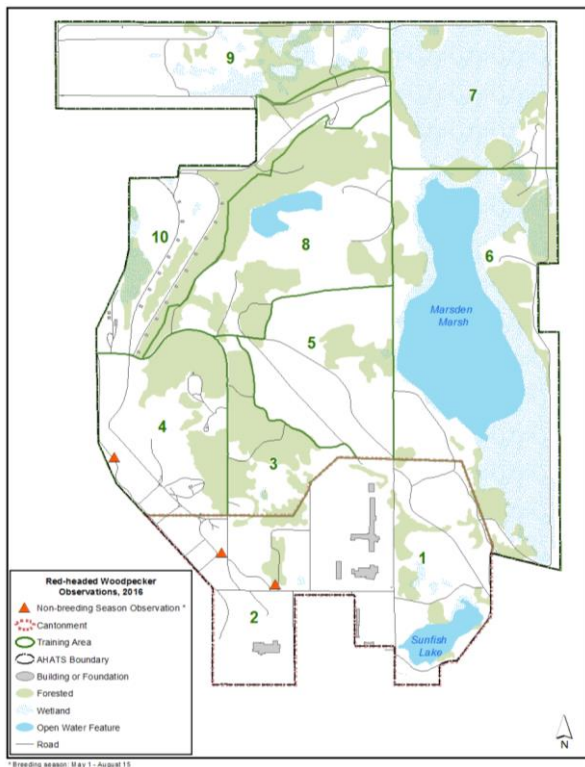 9
7
10
8
6
Marsden
Marsh
5
4
3
1
2
Sunfish
Lake
Red-headed Woodpecker
Observations, 2016
Non-breeding Season Observation *
Cantonment
Training Area
AHATS Boundary
Building or Foundation
Forested
Wetland
Open Water Feature
Road
N
* Breeding season: May 1 - August 15